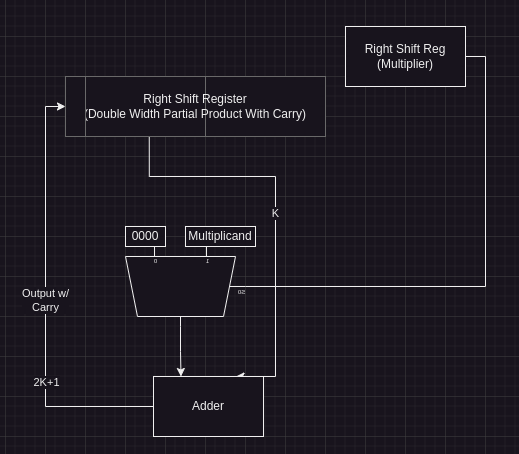 Right Shift Reg
(Multiplier)
Right Shift Register
(Double Width Partial Product With Carry)
K
0000
Multiplicand
0
1
S0
Output w/
Carry
2K+1
Adder